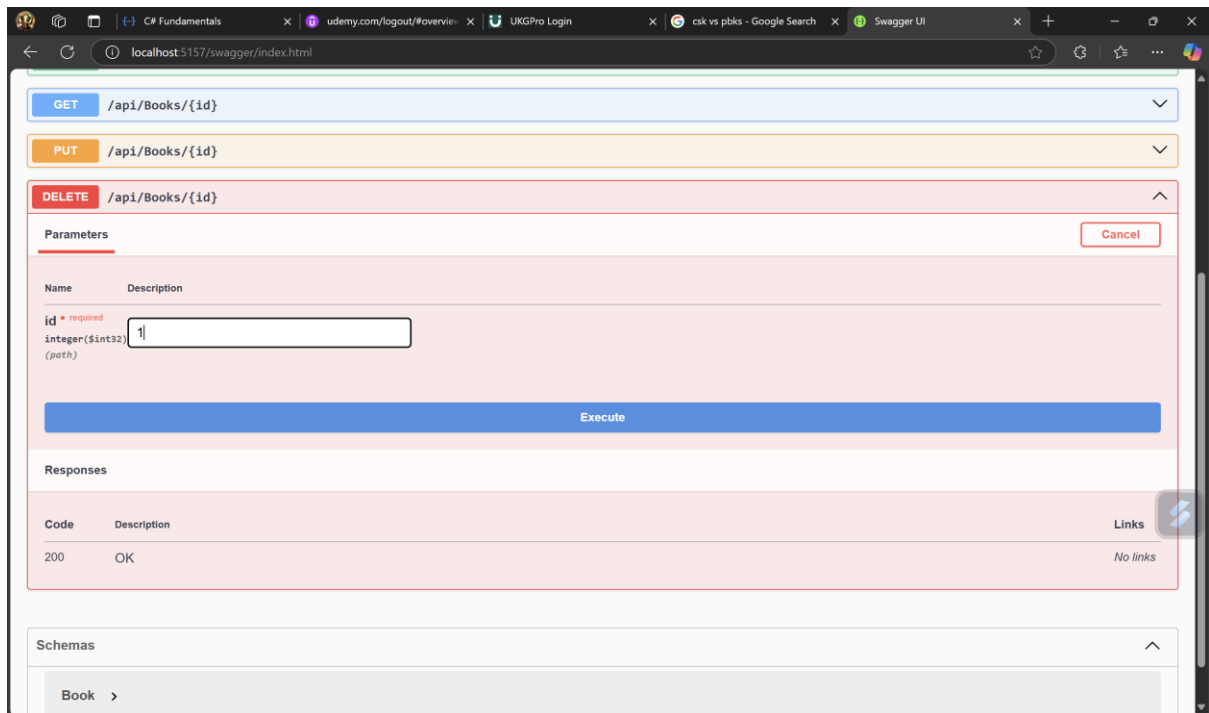 C# Fundamentals
udemy.com/logout/#overview
UKGPro Login
csk vs pbks - Google Search
Swagger UI
localhost:5157/swagger/index.html
GET /api/Books/{id}
PUT /api/Books/{id}
DELETE /api/Books/{id}
Parameters Cancel
Name Description
id * required
integer($int32)
(path)
1
Execute
Responses
Code Description Links
200 OK No links
Schemas
Book >